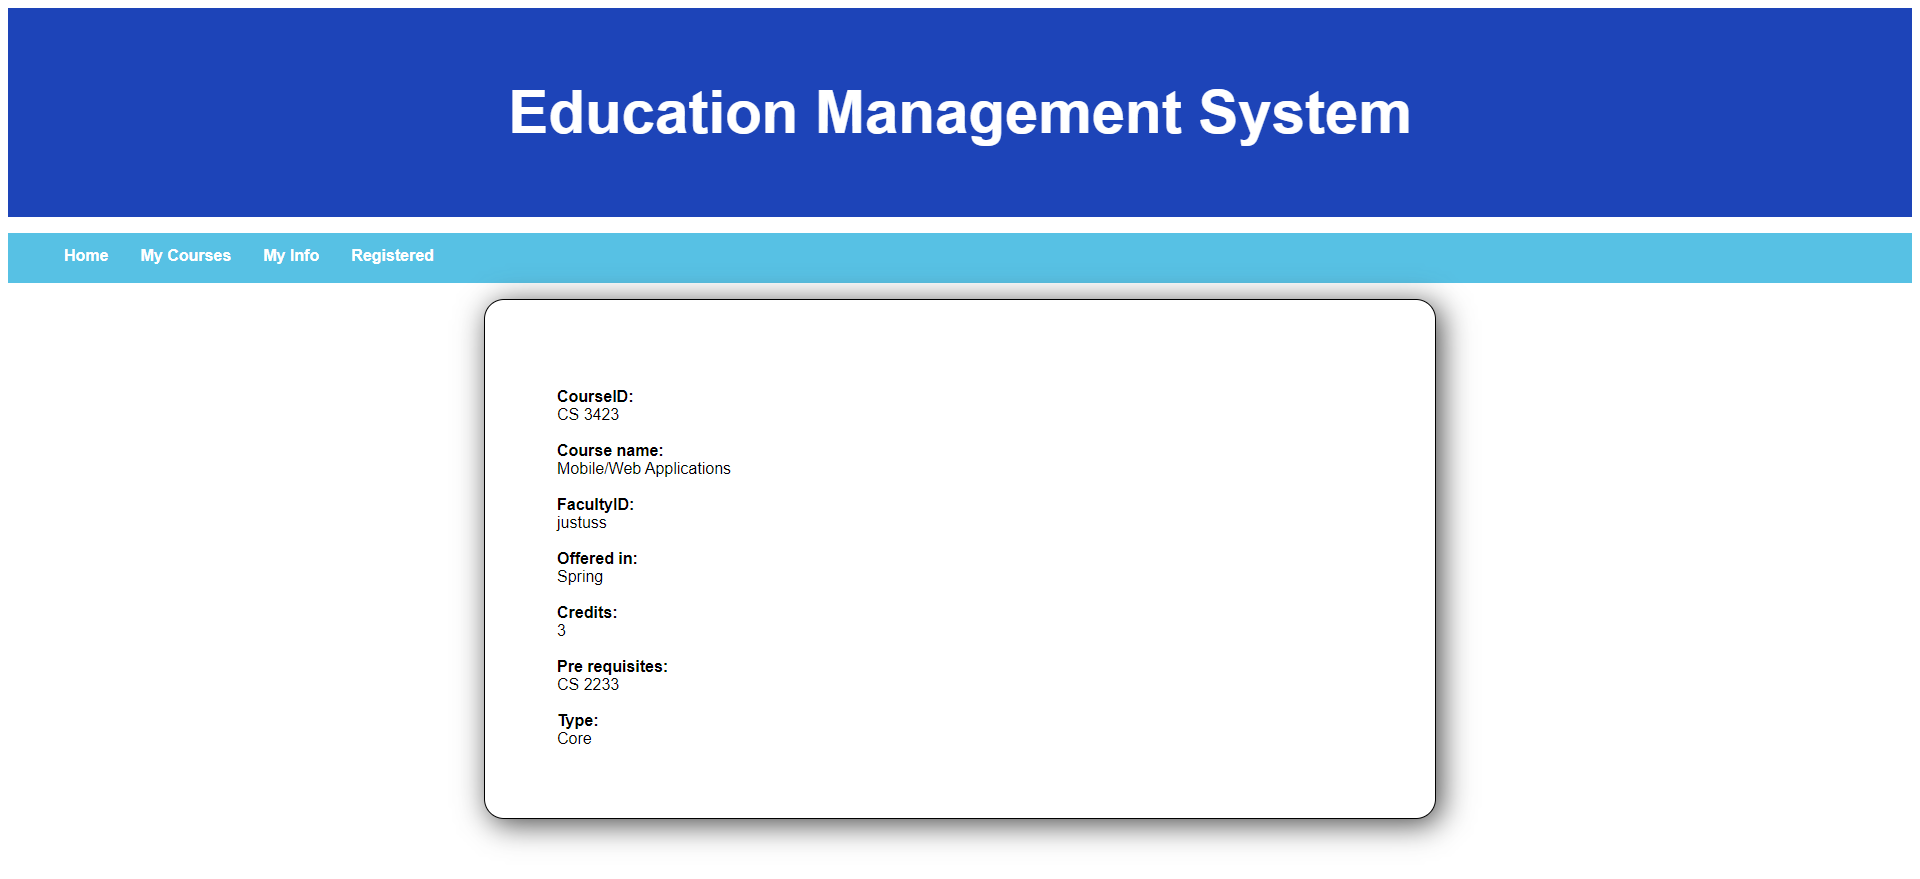 Education Management System
Home My Courses My Info Registered
CourseID:
CS 3423
Course name:
Mobile/Web Applications
FacultyID:
justuss
Offered in:
Spring
Credits:
3
Pre requisites:
CS 2233
Type:
Core